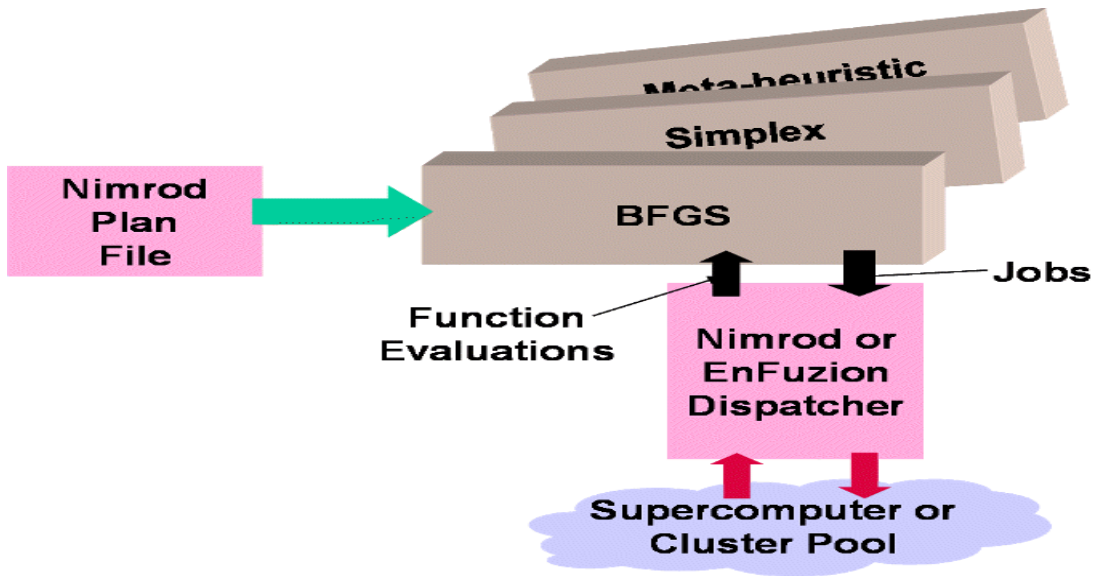 Meta-heuristic
Simplex
BFGS
Nimrod
Plan
File
Jobs
Function
Evaluations
Nimrod or
EnFuzion
Dispatcher
Supercomputer or
Cluster Pool